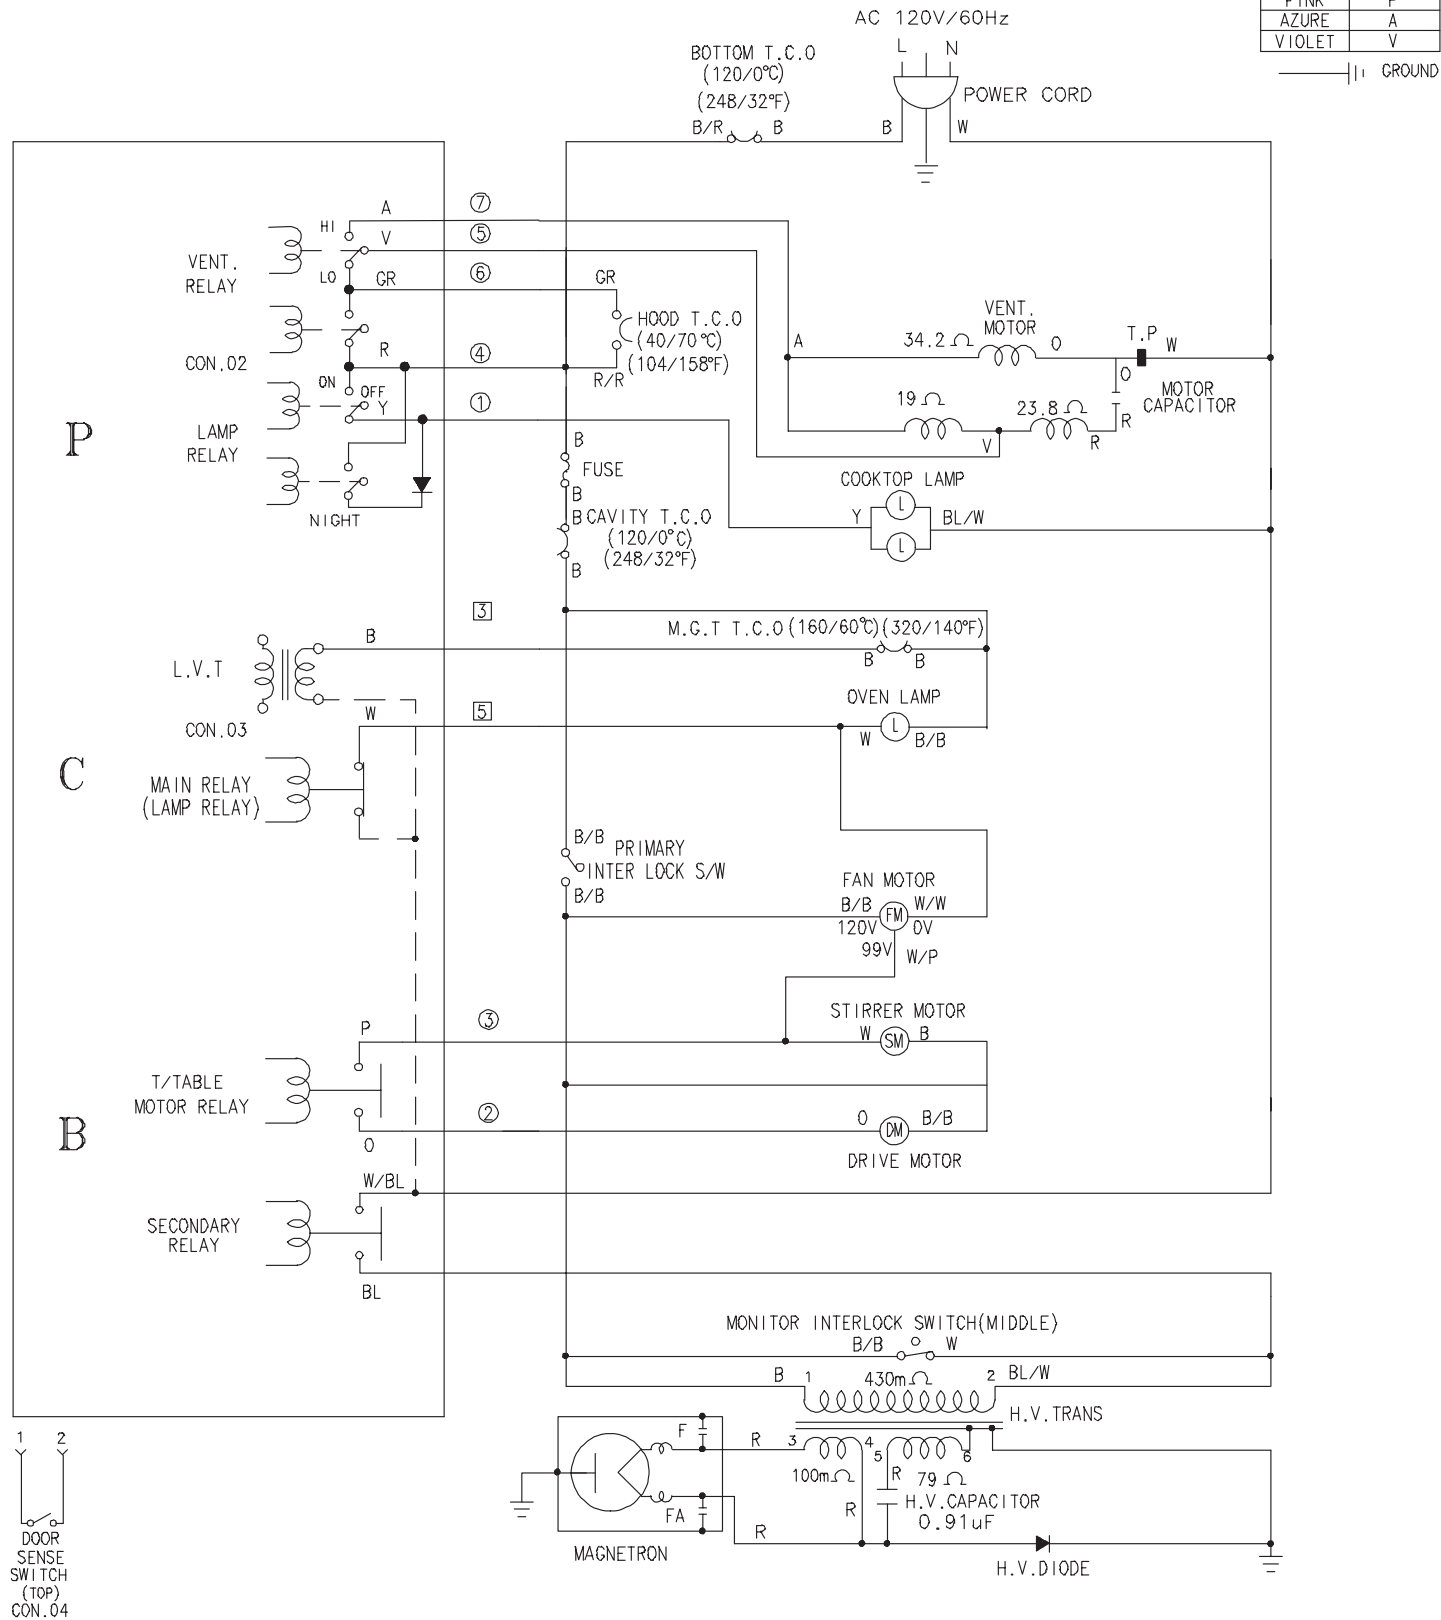 PINK P
AZURE A
VIOLET V
GROUND
AC 120V/60Hz
L N
POWER CORD
BOTTOM T.C.O
(120/0°C)
(248/32°F)
B/R B
B W
A
7
HI
V
5
VENT.
RELAY
LO
GR
6
GR
HOOD T.C.O
(40/70°C)
(104/158°F)
R/R
CON.02
R
4
ON
OFF
Y
1
LAMP
RELAY
NIGHT
P
VENT.
MOTOR
34.2 Ω
O
T.P
W
A
O
MOTOR
CAPACITOR
19 Ω
23.8 Ω
R
V
R
B
FUSE
B
B
CAVITY T.C.O
(120/0°C)
(248/32°F)
B
COOKTOP LAMP
Y
L
BL/W
L
3
M.G.T T.C.O(160/60°C)(320/140°F)
L.V.T
B
B B
OVEN LAMP
W
5
L
W
B/B
CON.03
C
MAIN RELAY
(LAMP RELAY)
B/B
PRIMARY
INTER LOCK S/W
B/B
FAN MOTOR
B/B W/W
FM
120V 0V
99V
W/P
STIRRER MOTOR
P
3
W
SM
B
T/TABLE
MOTOR RELAY
2
O
O
DM
B/B
DRIVE MOTOR
B
W/BL
SECONDARY
RELAY
BL
MONITOR INTERLOCK SWITCH(MIDDLE)
B/B W
B 1 430mΩ 2 BL/W
H.V.TRANS
F
R 3 4 5 6
100mΩ
R
79 Ω
H.V.CAPACITOR
0.91uF
R
FA
R
MAGNETRON
H.V.DIODE
1 2
DOOR
SENSE
SWITCH
(TOP)
CON.04